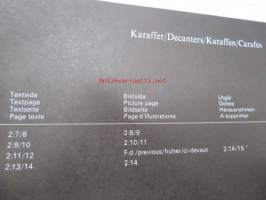 Karaffer/Decanters/Karaffen/Carafes
Textsida Bildsida Utgår
Textpage Picture page Delete
Textseite Bildseite Herausnehmen
Page texte Page d'illustrations A supprimer
2:7/8 2:8/9
2:9/10 2:10/11
2:11/12 F.d./previous/früher/ci-devant 2:14/15
2:13/14 2:14